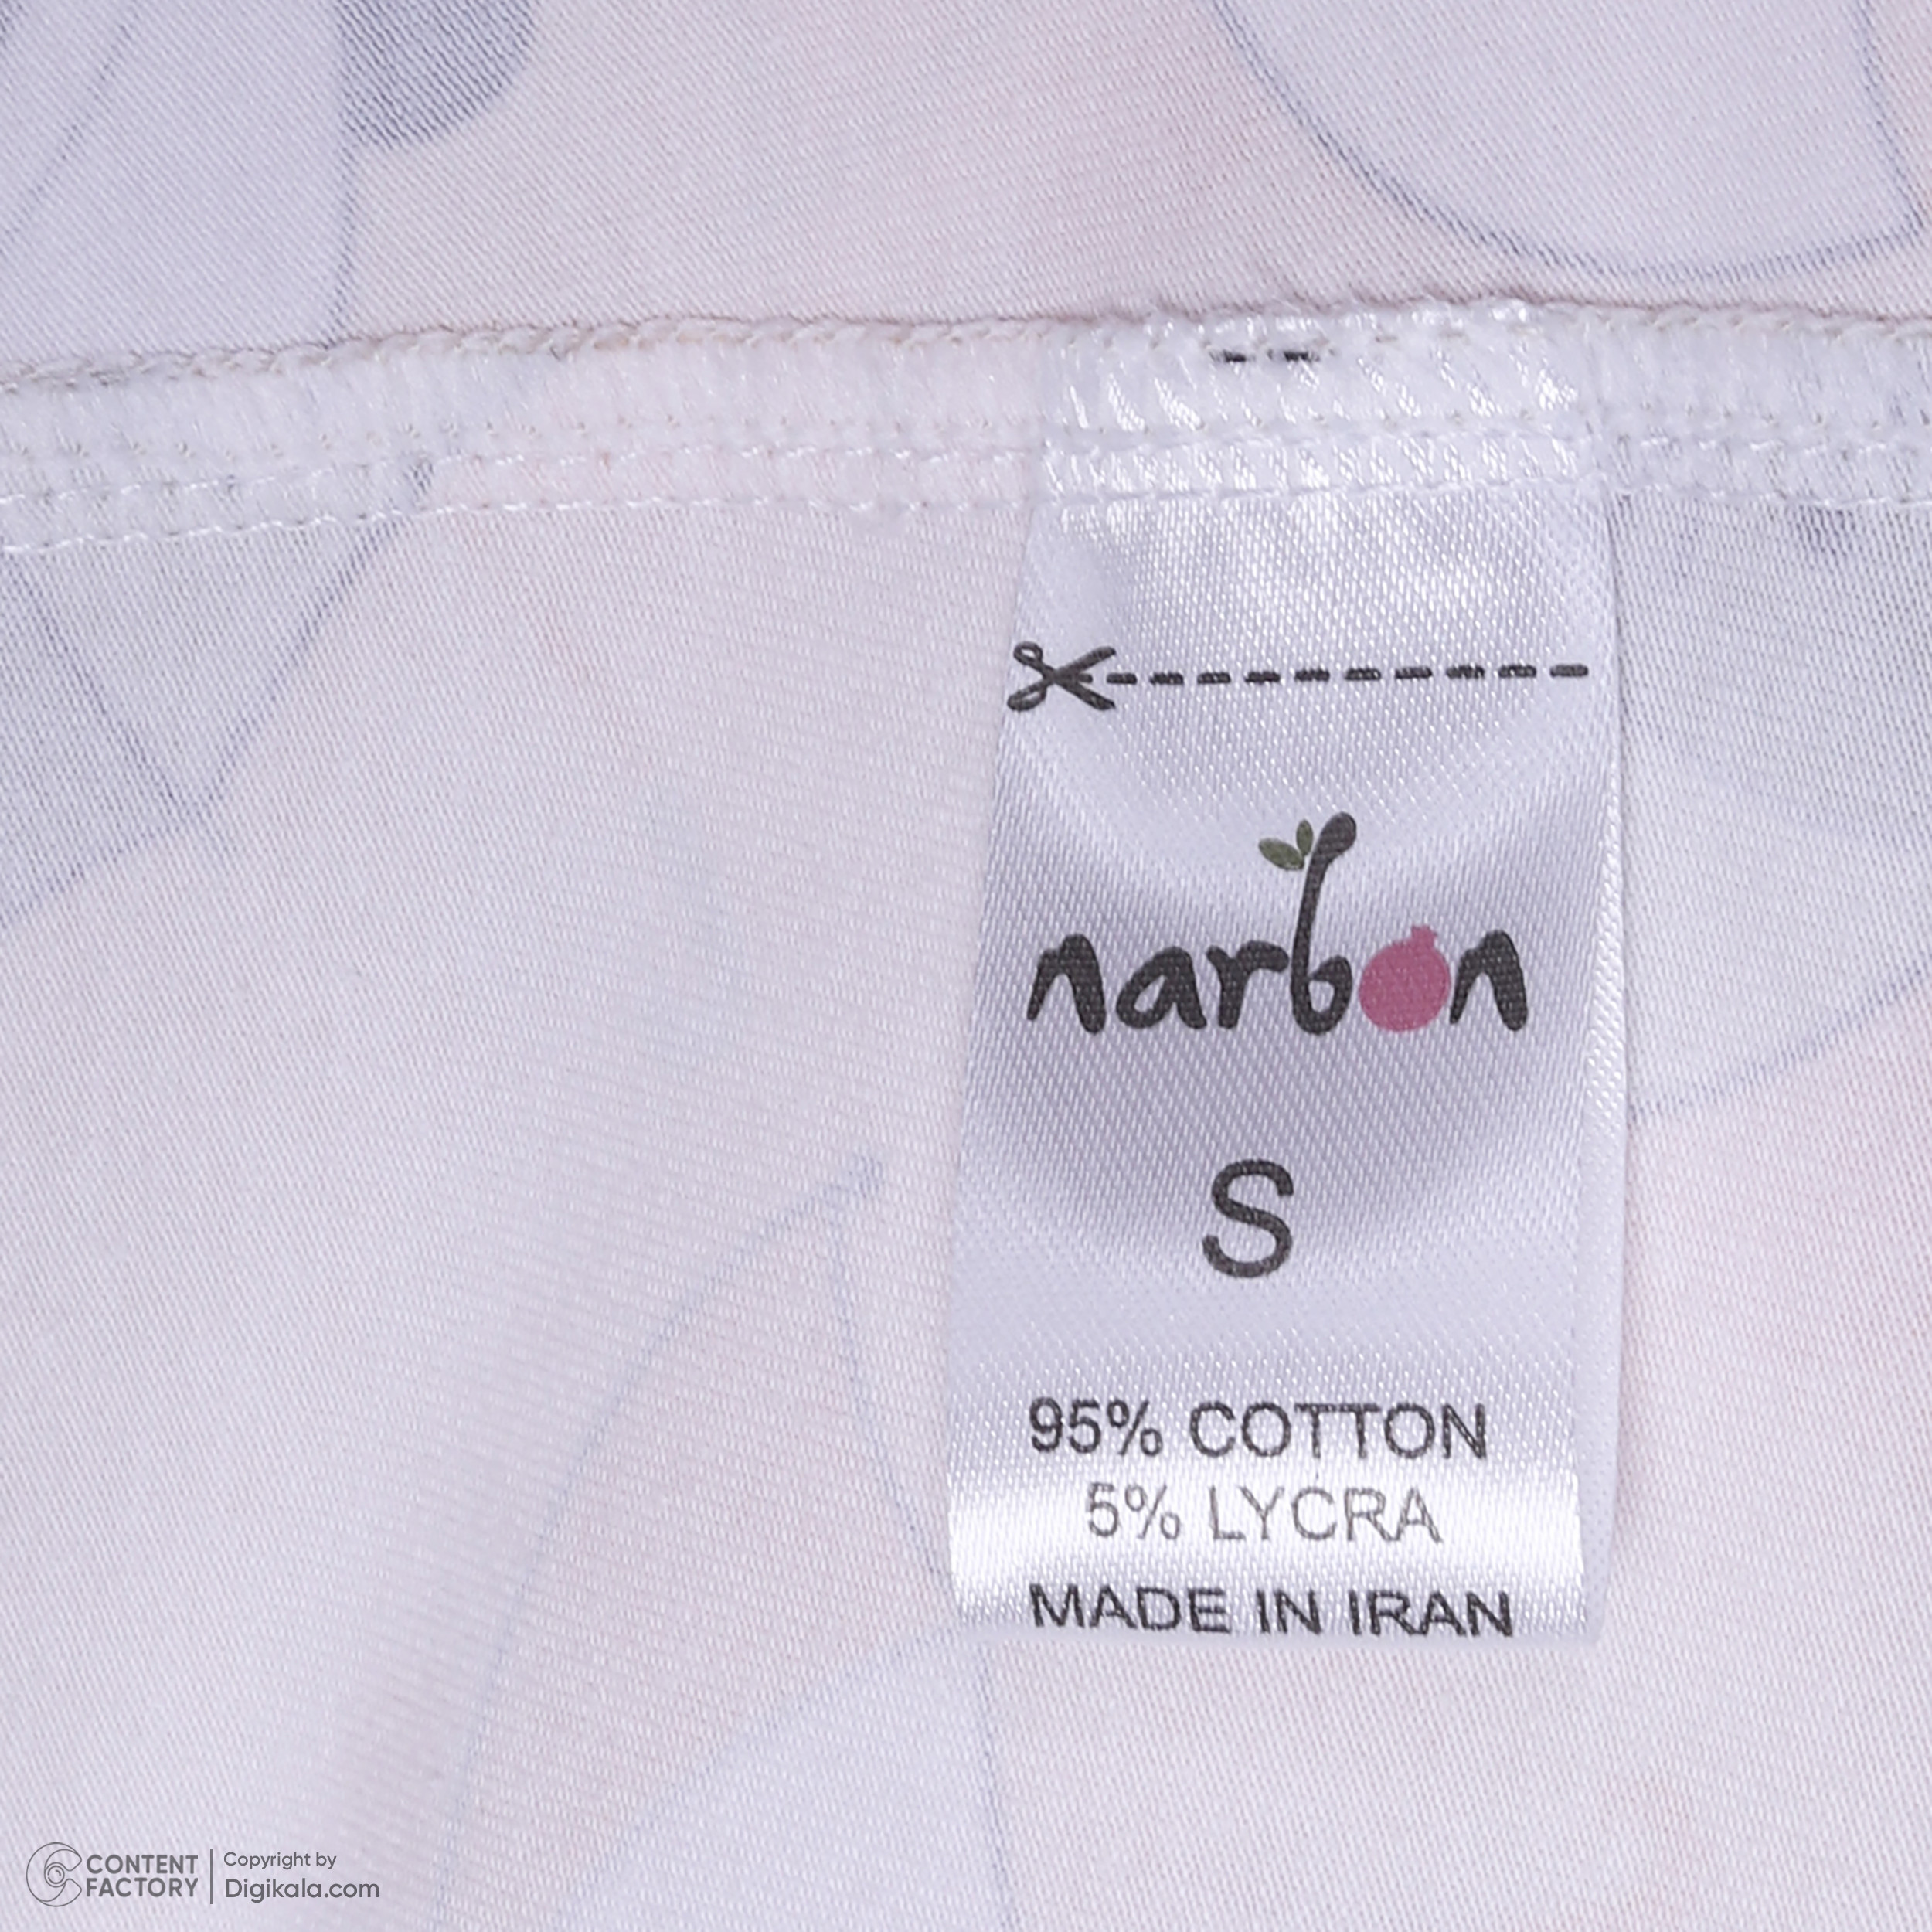 narbon
S
95% COTTON
5% LYCRA
MADE IN IRAN
CONTENT
FACTORY
Copyright by
Digikala.com